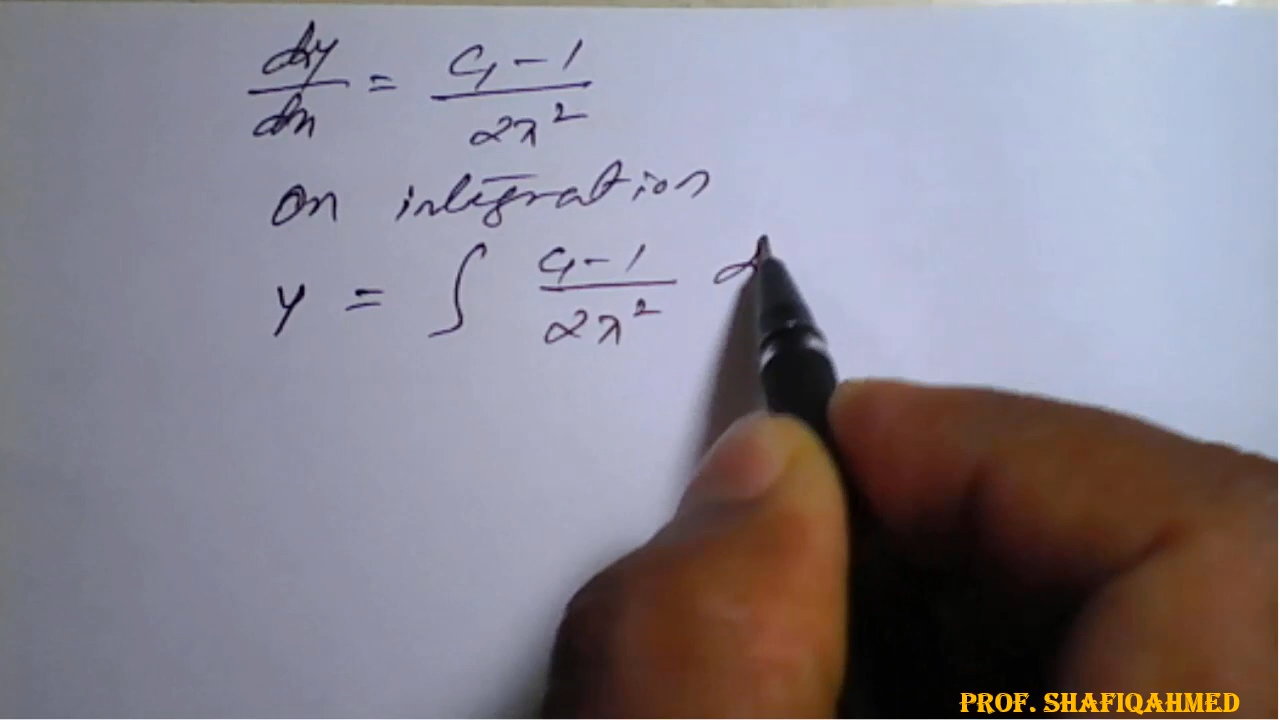 dy/dx = C₁ - 1 / 2x²
On integration
y = ∫ C₁ - 1 / 2x² d
PROF. SHAFIQAHMED